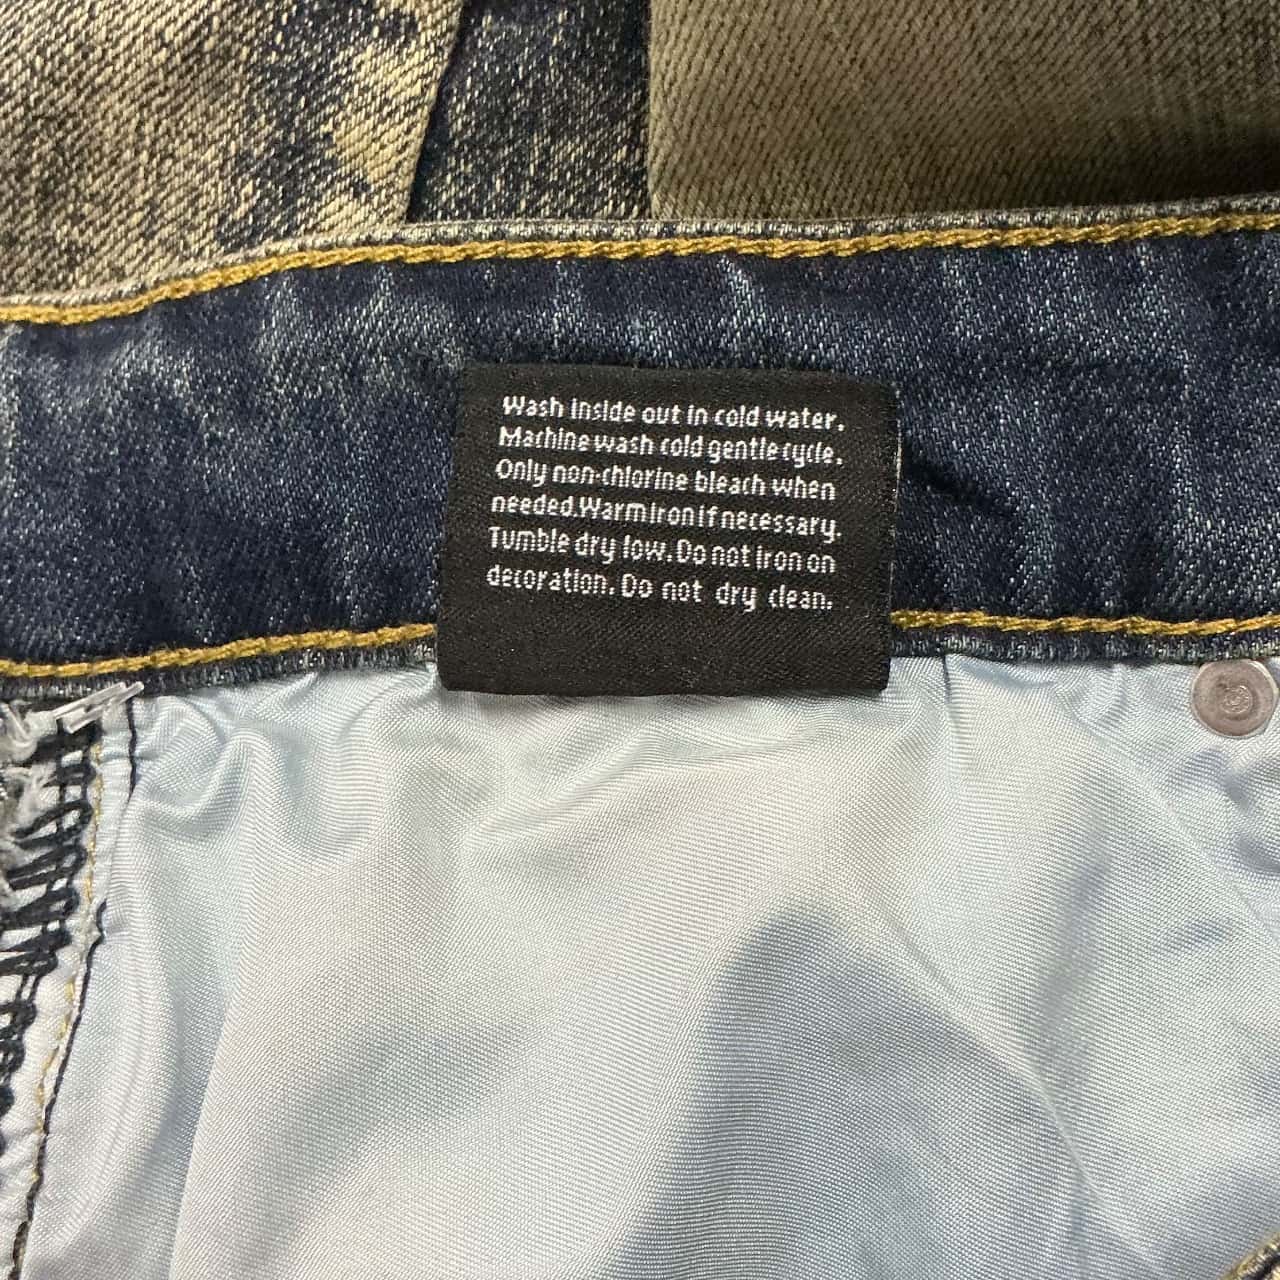 Wash inside out in cold water.
Machine wash cold gentle cycle.
Only non-chlorine bleach when
needed.Warm iron if necessary.
Tumble dry low. Do not iron on
decoration. Do not dry clean.